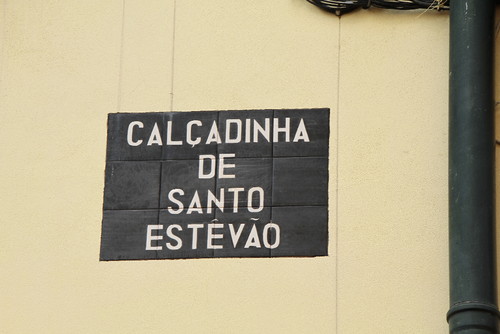 CALÇADINHA
DE
SANTO
ESTÊVÃO